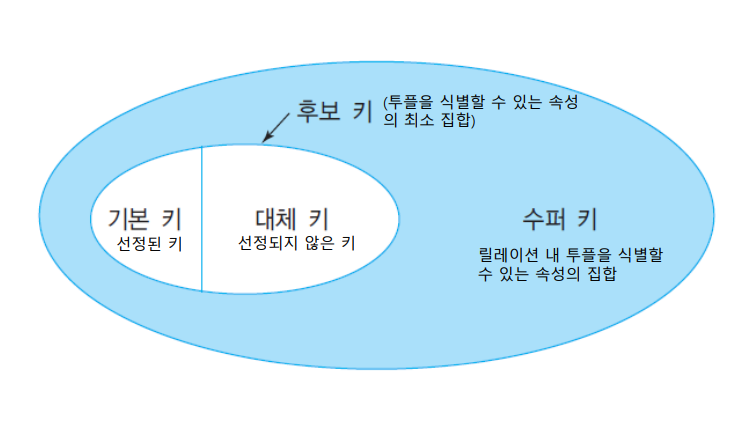 후보 키 (투플을 식별할 수 있는 속성
의 최소 집합)
기본 키
선정된 키
대체 키
선정되지 않은 키
수퍼 키
릴레이션 내 투플을 식별할
수 있는 속성의 집합